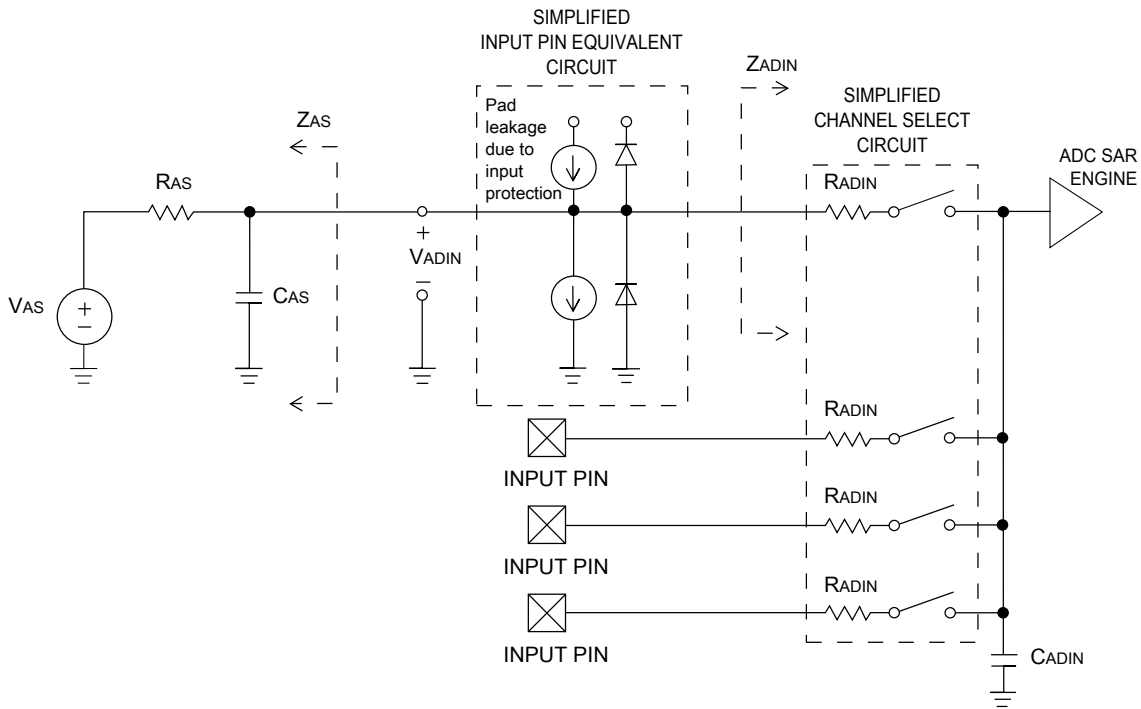 SIMPLIFIED
INPUT PIN EQUIVALENT
CIRCUIT
Pad
leakage
due to
input
protection
ZAS
RAS
VAS
+
–
CAS
+
VADIN
–
ZADIN
SIMPLIFIED
CHANNEL SELECT
CIRCUIT
RADIN
ADC SAR
ENGINE
RADIN
INPUT PIN
RADIN
INPUT PIN
RADIN
INPUT PIN
CADIN